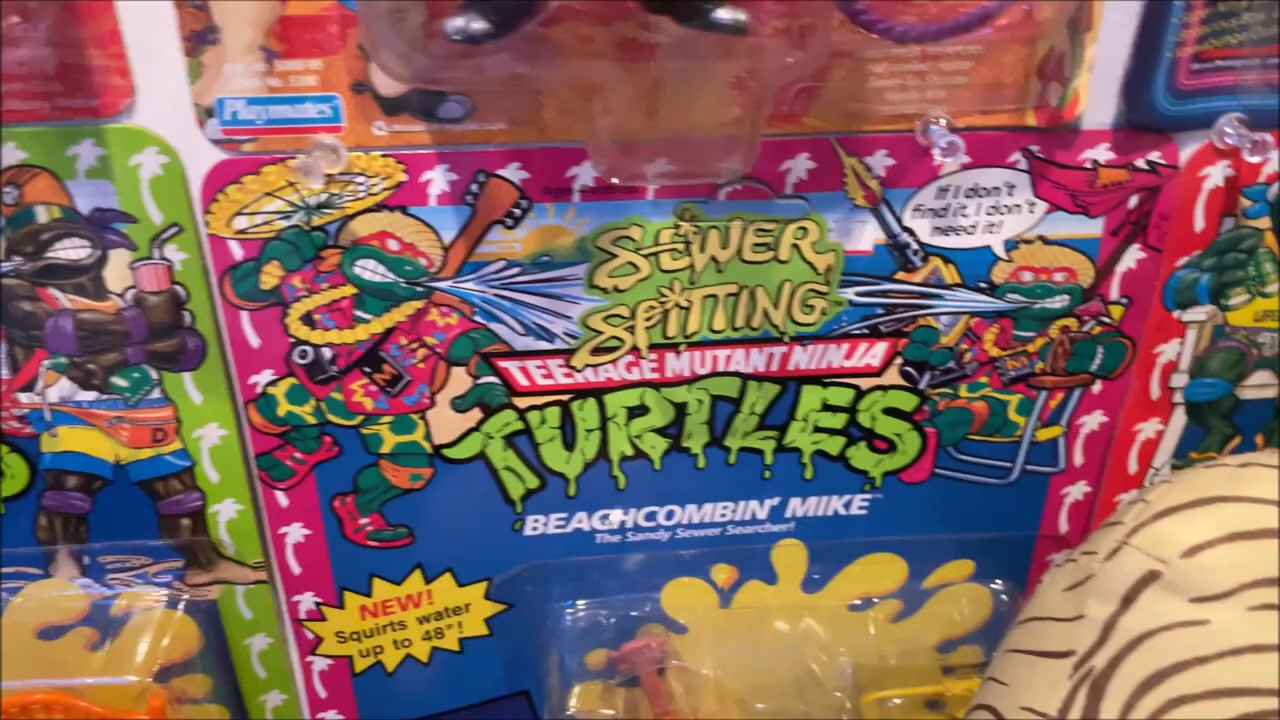 Playmates
If I don't
find it, I don't
need it!
SEWER
SPITTING
TEENAGE MUTANT NINJA
TURTLES
BEACHCOMBIN' MIKE
The Sandy Sewer Searcher!
NEW!
Squirts water
up to 48"!
M
D